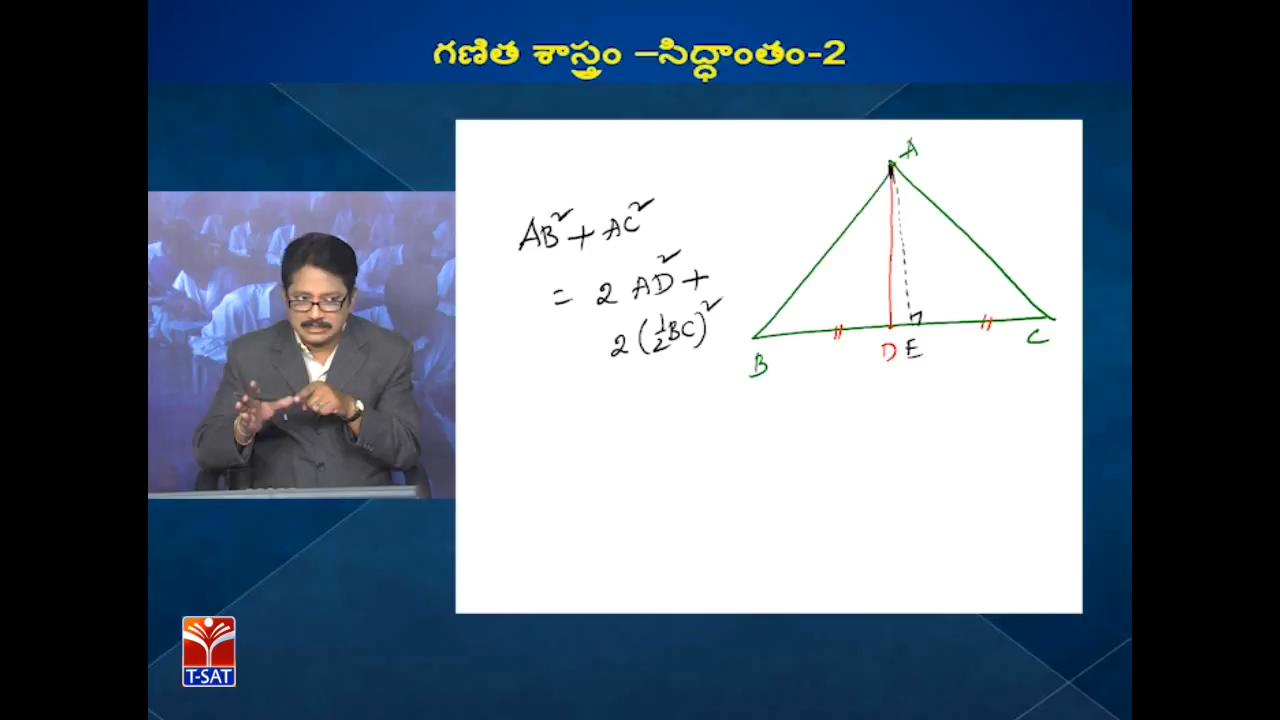 గణిత శాస్త్రం –సిద్ధాంతం-2
AB² + AC²
= 2 AD² +
2 (½BC)²
A
B
D E
C
T-SAT